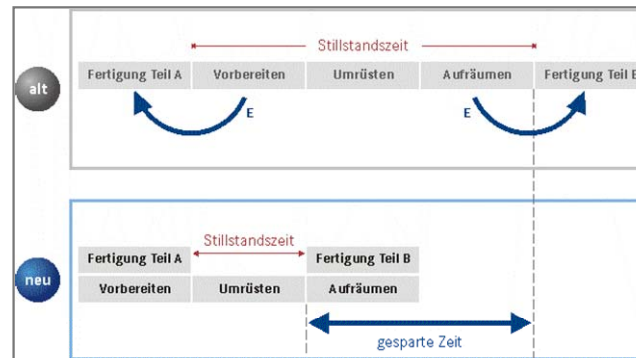 Stillstandszeit
alt
Fertigung Teil A Vorbereiten Umrüsten Aufräumen Fertigung Teil B
E E
Stillstandszeit
neu
Fertigung Teil A Fertigung Teil B
Vorbereiten Umrüsten Aufräumen
gesparte Zeit